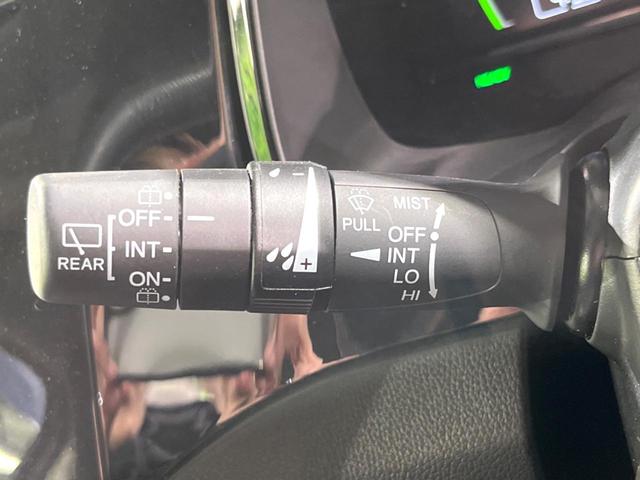 REAR
OFF
INT
ON
- 
+
PULL
MIST
OFF
INT
LO
HI